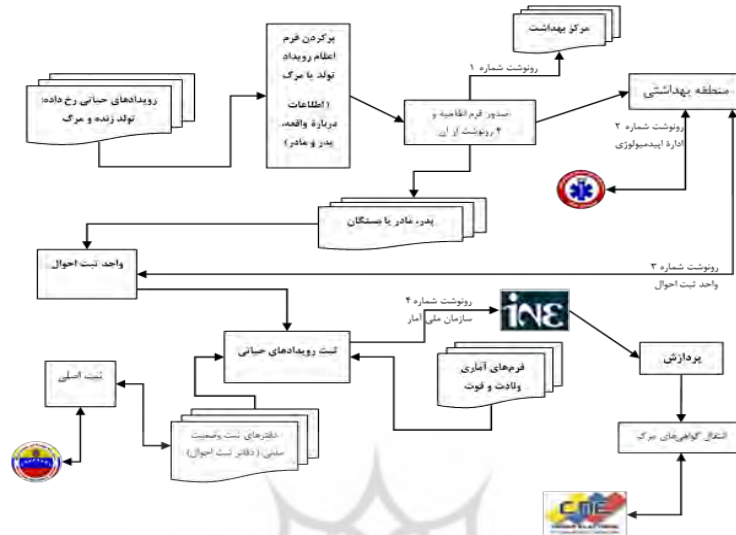 مرکز بهداشت
رونوشت شماره ۱
پرکردن فرم
اعلام رویداد
تولد یا مرگ
(اطلاعات
دربارهٔ واقعه،
پدر و مادر)
رویدادهای حیاتی رخ داده:
تولد زنده و مرگ
صدور فرم اعلامیه و
۴ رونوشت از آن
منطقه بهداشتی
رونوشت شماره ۲
ادارهٔ اپیدمیولوژی
پدر، مادر یا بستگان
واحد ثبت احوال
رونوشت شماره ۳
واحد ثبت احوال
رونوشت شماره ۴
سازمان ملی آمار
iNE
ثبت رویدادهای حیاتی
فرم‌های آماری
ولادت و فوت
پردازش
ثبت اصلی
دفترهای ثبت وضعیت
مدنی (دفاتر ثبت احوال)
انتقال گواهی‌های مرگ
CNE